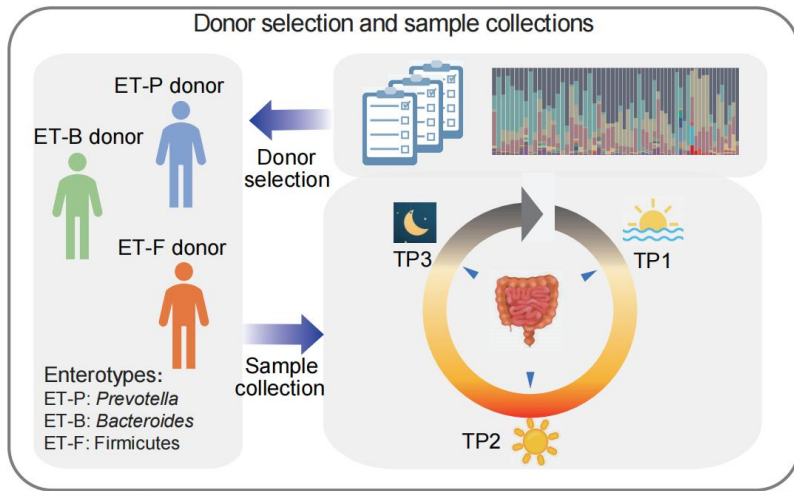 Donor selection and sample collections
ET-P donor
ET-B donor
ET-F donor
Enterotypes:
ET-P: Prevotella
ET-B: Bacteroides
ET-F: Firmicutes
Donor
selection
Sample
collection
TP3
TP1
TP2